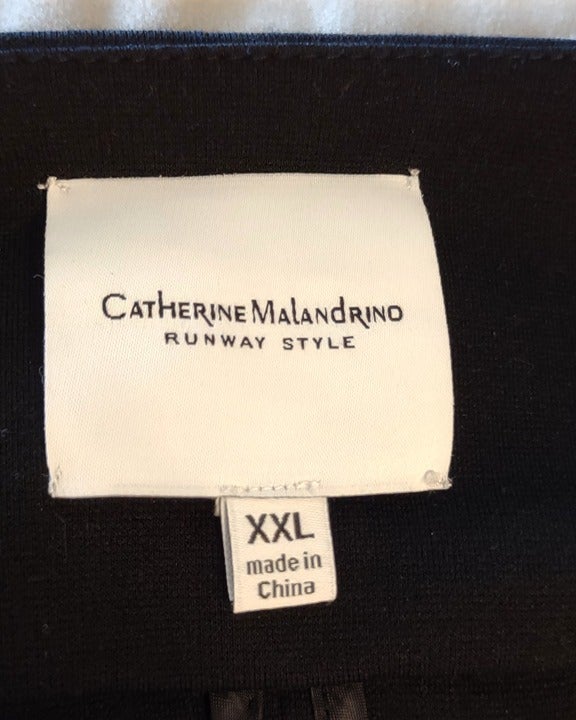 CATHERINE MALANDRINO
RUNWAY STYLE
XXL
made in
China